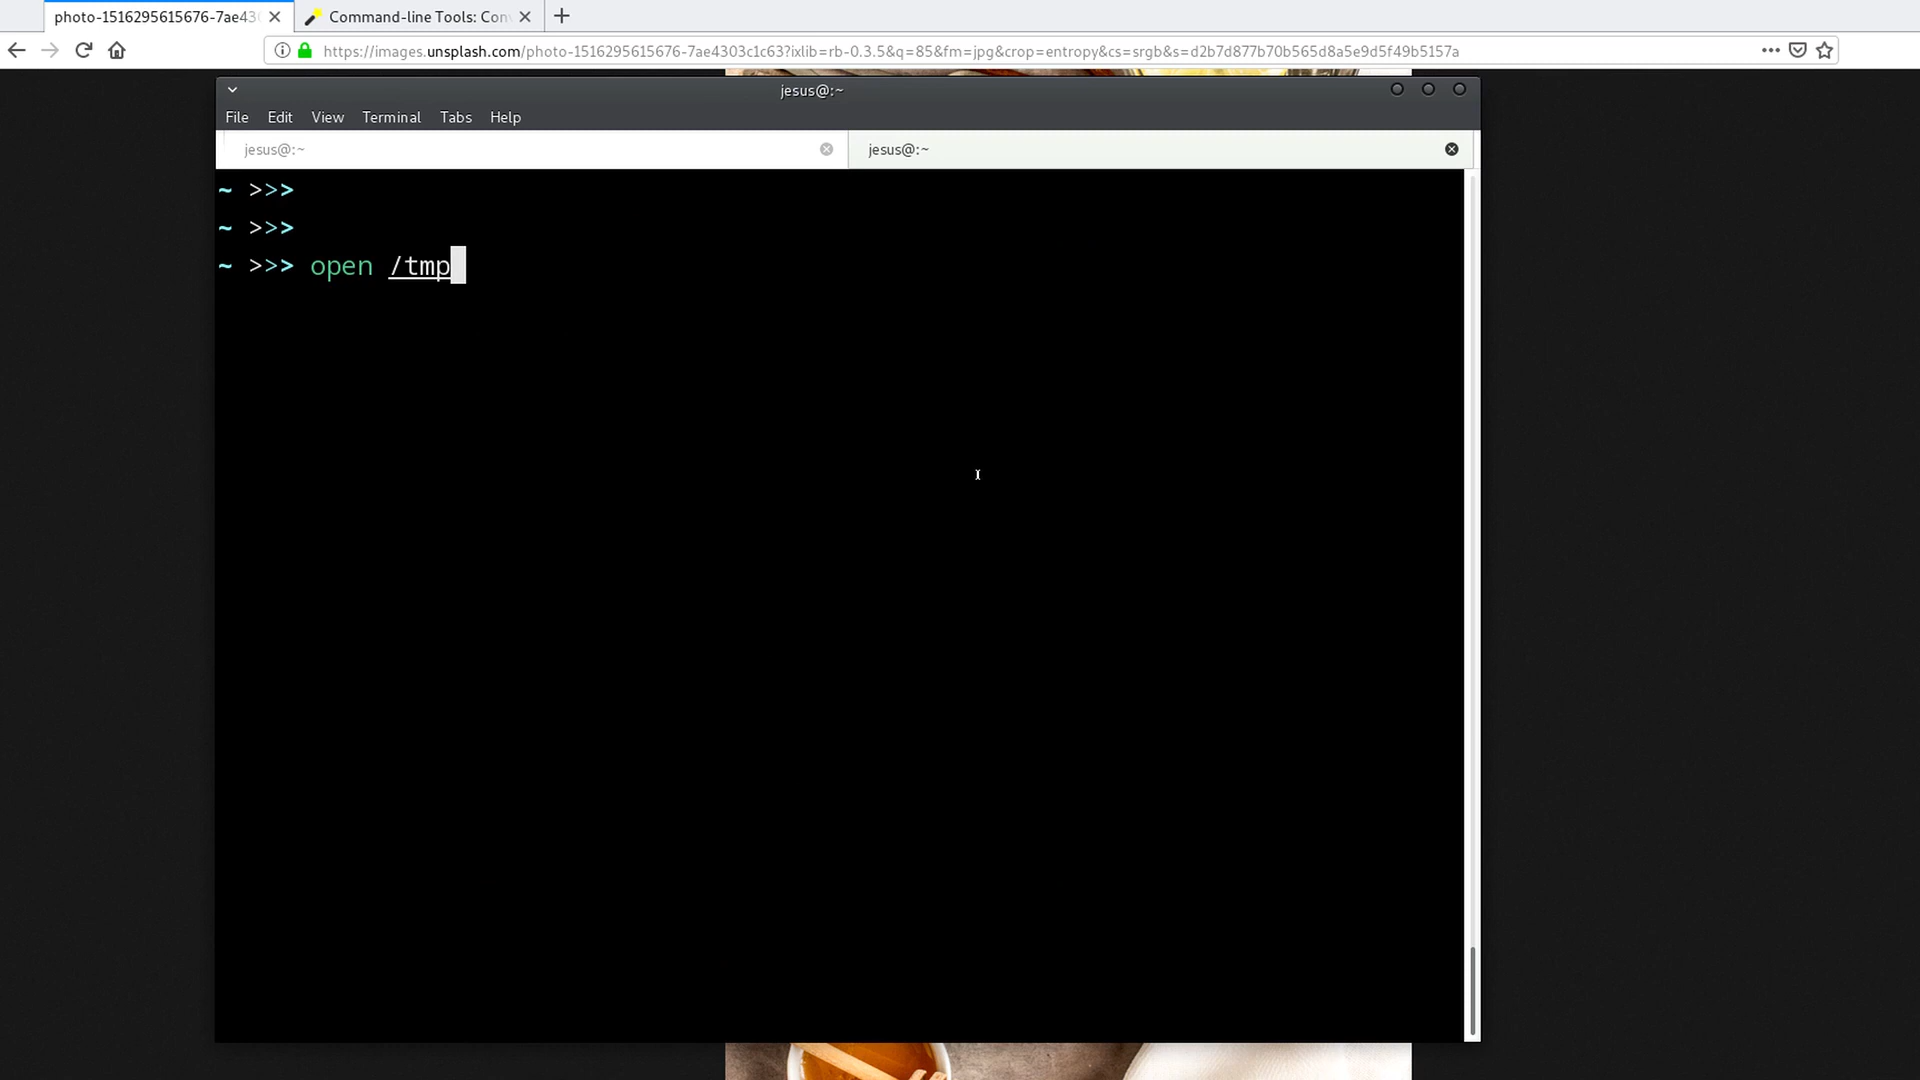 photo-1516295615676-7ae43
Command-line Tools: Con
https://images.unsplash.com/photo-1516295615676-7ae4303c1c63?ixlib=rb-0.3.5&q=85&fm=jpg&crop=entropy&cs=srgb&s=d2b7d877b70b565d8a5e9d5f49b5157a
jesus@:~
File Edit View Terminal Tabs Help
jesus@:~ jesus@:~
~ >>>
~ >>>
~ >>> open /tmp